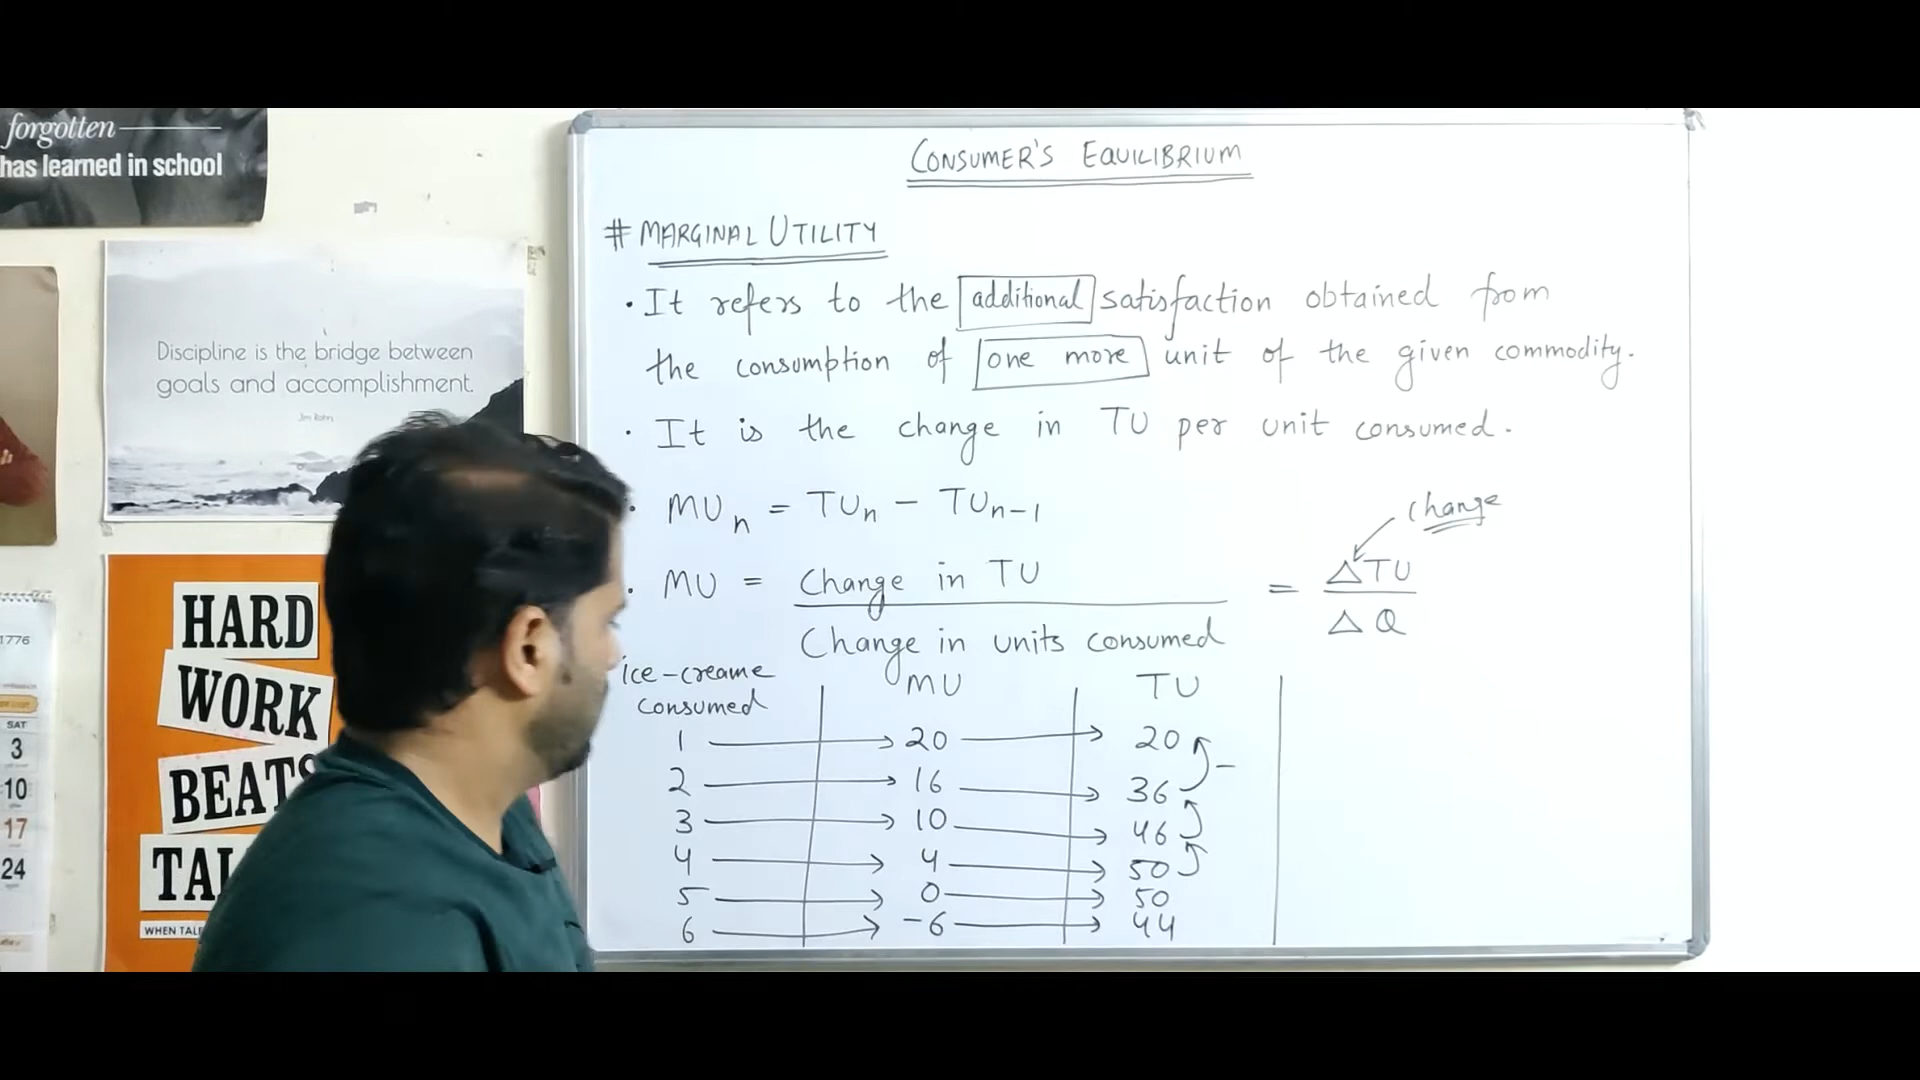 forgotten
has learned in school
Discipline is the bridge between
goals and accomplishment.
Jim Rohn
HARD
WORK
BEATS
TAL
WHEN TALE
1776
SAT
3
10
17
24
CONSUMER'S EQUILIBRIUM
# MARGINAL UTILITY
• It refers to the additional satisfaction obtained from
the consumption of one more unit of the given commodity.
• It is the change in TU per unit consumed.
• MUn = TUn – TUn-1
change
• MU = Change in TU = ΔTU
Change in units consumed ΔQ
ice-creame MU TU
consumed
1 → 20 → 20
2 → 16 → 36 –
3 → 10 → 46
4 → 4 → 50
5 → 0 → 50
6 → -6 → 44